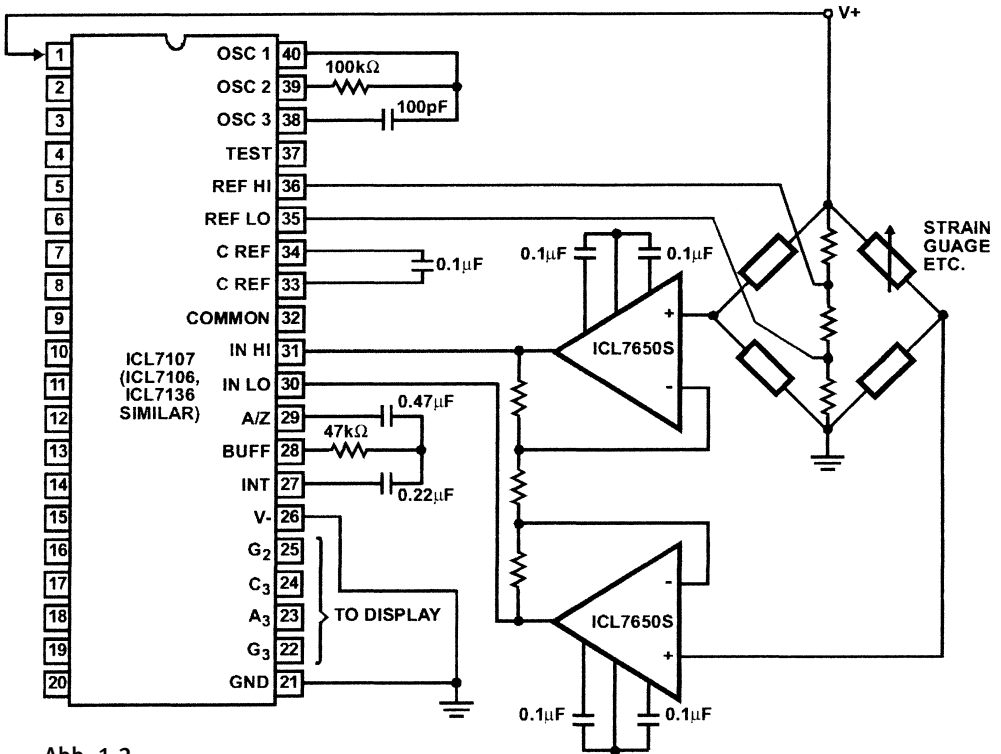 V+
1 OSC 1 40
100kΩ
2 OSC 2 39
100pF
3 OSC 3 38
4 TEST 37
5 REF HI 36
6 REF LO 35
7 C REF 34
0.1μF
8 C REF 33
9 COMMON 32
10 IN HI 31
11 IN LO 30
ICL7107
(ICL7106,
ICL7136
SIMILAR)
12 A/Z 29
0.47μF
47kΩ
13 BUFF 28
14 INT 27
0.22μF
15 V- 26
16 G2 25
17 C3 24
18 A3 23
TO DISPLAY
19 G3 22
20 GND 21
0.1μF 0.1μF
+
ICL7650S
-
STRAIN
GUAGE
ETC.
-
ICL7650S
+
0.1μF 0.1μF
Abb. 1.2